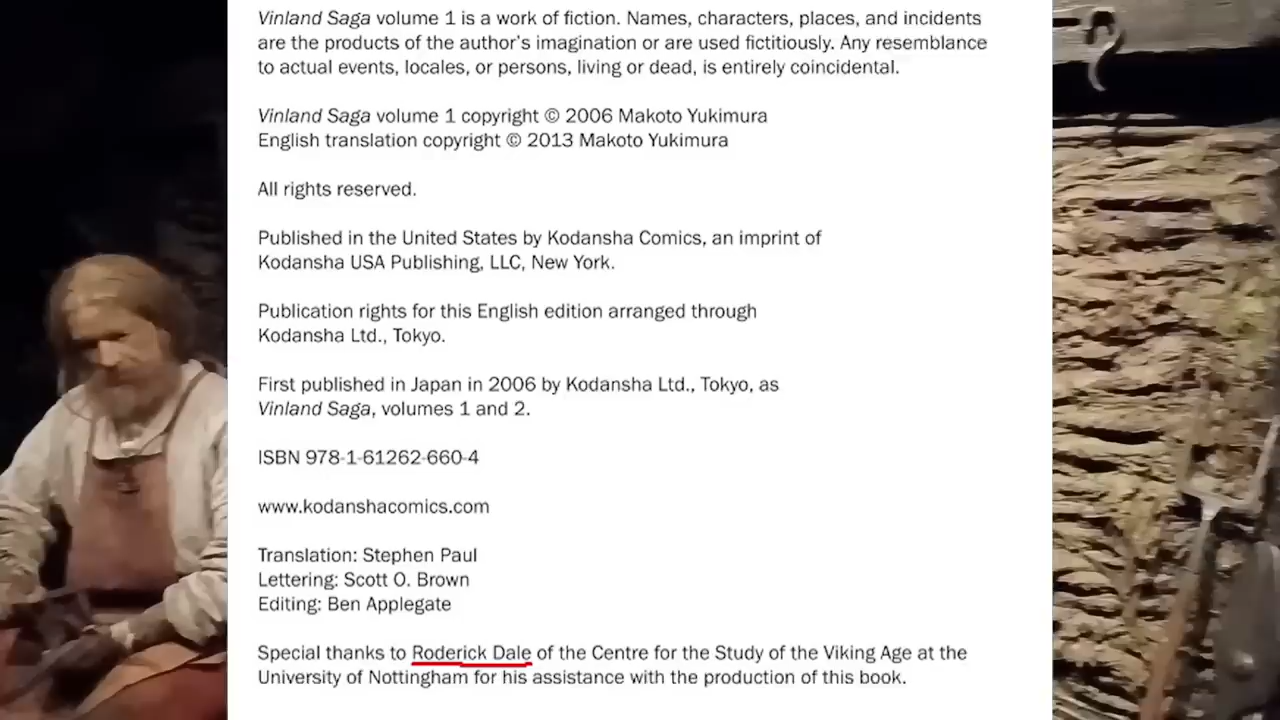 Vinland Saga volume 1 is a work of fiction. Names, characters, places, and incidents
are the products of the author's imagination or are used fictitiously. Any resemblance
to actual events, locales, or persons, living or dead, is entirely coincidental.
Vinland Saga volume 1 copyright © 2006 Makoto Yukimura
English translation copyright © 2013 Makoto Yukimura
All rights reserved.
Published in the United States by Kodansha Comics, an imprint of
Kodansha USA Publishing, LLC, New York.
Publication rights for this English edition arranged through
Kodansha Ltd., Tokyo.
First published in Japan in 2006 by Kodansha Ltd., Tokyo, as
Vinland Saga, volumes 1 and 2.
ISBN 978-1-61262-660-4
www.kodanshacomics.com
Translation: Stephen Paul
Lettering: Scott O. Brown
Editing: Ben Applegate
Special thanks to Roderick Dale of the Centre for the Study of the Viking Age at the
University of Nottingham for his assistance with the production of this book.